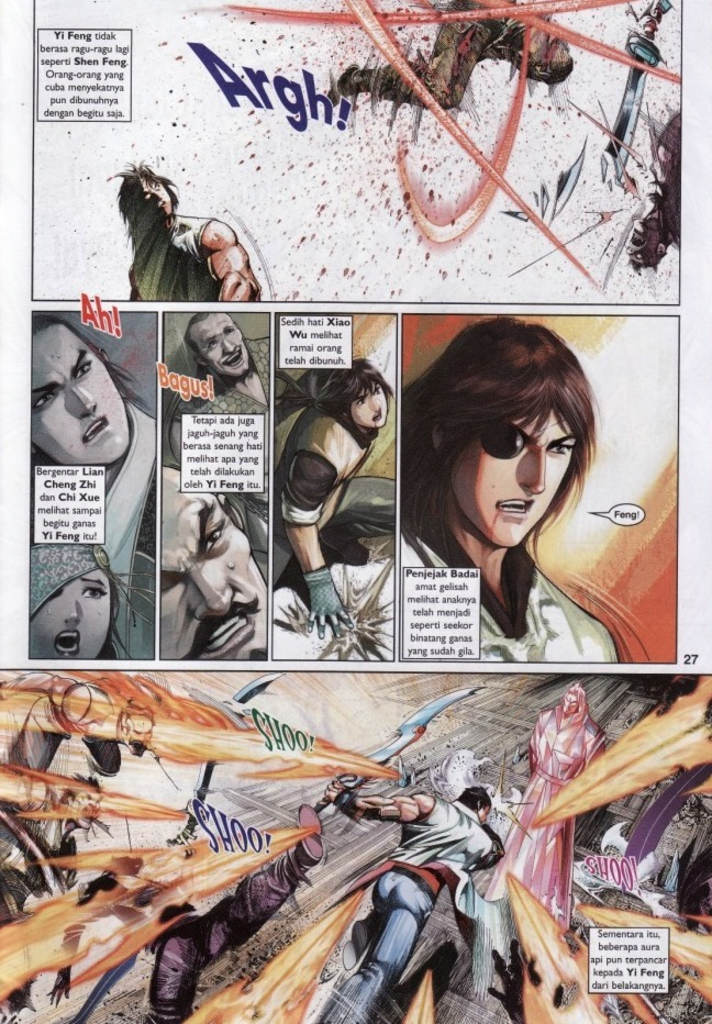 Yi Feng tidak
berasa ragu-ragu lagi
seperti Shen Feng.
Orang-orang yang
cuba menyekatnya
pun dibunuhnya
dengan begitu saja.
Argh!
Ah!
Bergentar Lian
Cheng Zhi
dan Chi Xue
melihat sampai
begitu ganas
Yi Feng itu!
Bagus!
Tetapi ada juga
jaguh-jaguh yang
berasa senang hati
melihat apa yang
telah dilakukan
oleh Yi Feng itu.
Sedih hati Xiao
Wu melihat
ramai orang
telah dibunuh.
Feng!
Penjejak Badai
amat gelisah
melihat anaknya
telah menjadi
seperti seekor
binatang ganas
yang sudah gila.
27
SHOO!
SHOO!
SHOO!
Sementara itu,
beberapa aura
api pun terpancar
kepada Yi Feng
dari belakangnya.